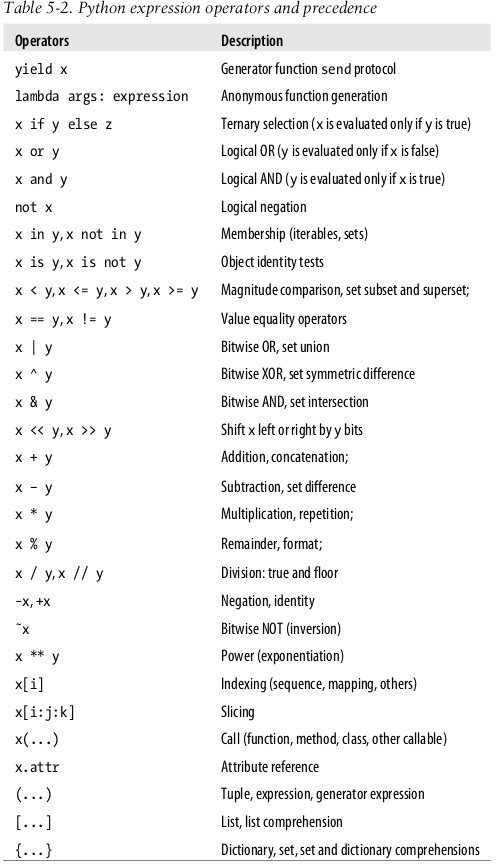 Table 5-2. Python expression operators and precedence
Operators Description
yield x Generator function send protocol
lambda args: expression Anonymous function generation
x if y else z Ternary selection (x is evaluated only if y is true)
x or y Logical OR (y is evaluated only if x is false)
x and y Logical AND (y is evaluated only if x is true)
not x Logical negation
x in y, x not in y Membership (iterables, sets)
x is y, x is not y Object identity tests
x < y, x <= y, x > y, x >= y Magnitude comparison, set subset and superset;
x == y, x != y Value equality operators
x | y Bitwise OR, set union
x ^ y Bitwise XOR, set symmetric difference
x & y Bitwise AND, set intersection
x << y, x >> y Shift x left or right by y bits
x + y Addition, concatenation;
x – y Subtraction, set difference
x * y Multiplication, repetition;
x % y Remainder, format;
x / y, x // y Division: true and floor
−x, +x Negation, identity
˜x Bitwise NOT (inversion)
x ** y Power (exponentiation)
x[i] Indexing (sequence, mapping, others)
x[i:j:k] Slicing
x(...) Call (function, method, class, other callable)
x.attr Attribute reference
(...) Tuple, expression, generator expression
[...] List, list comprehension
{...} Dictionary, set, set and dictionary comprehensions